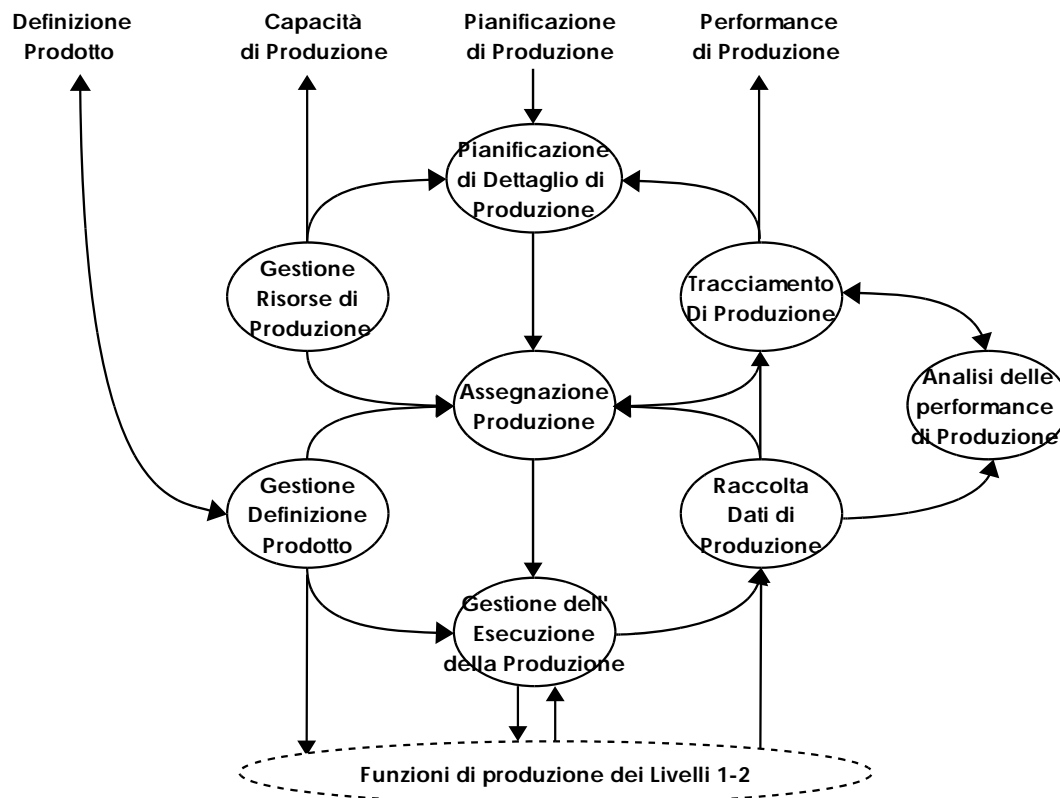 Definizione
Prodotto
Capacità
di Produzione
Pianificazione
di Produzione
Performance
di Produzione
Pianificazione
di Dettaglio di
Produzione
Gestione
Risorse di
Produzione
Tracciamento
Di Produzione
Assegnazione
Produzione
Analisi delle
performance
di Produzione
Gestione
Definizione
Prodotto
Raccolta
Dati di
Produzione
Gestione dell'
Esecuzione
della Produzione
Funzioni di produzione dei Livelli 1-2